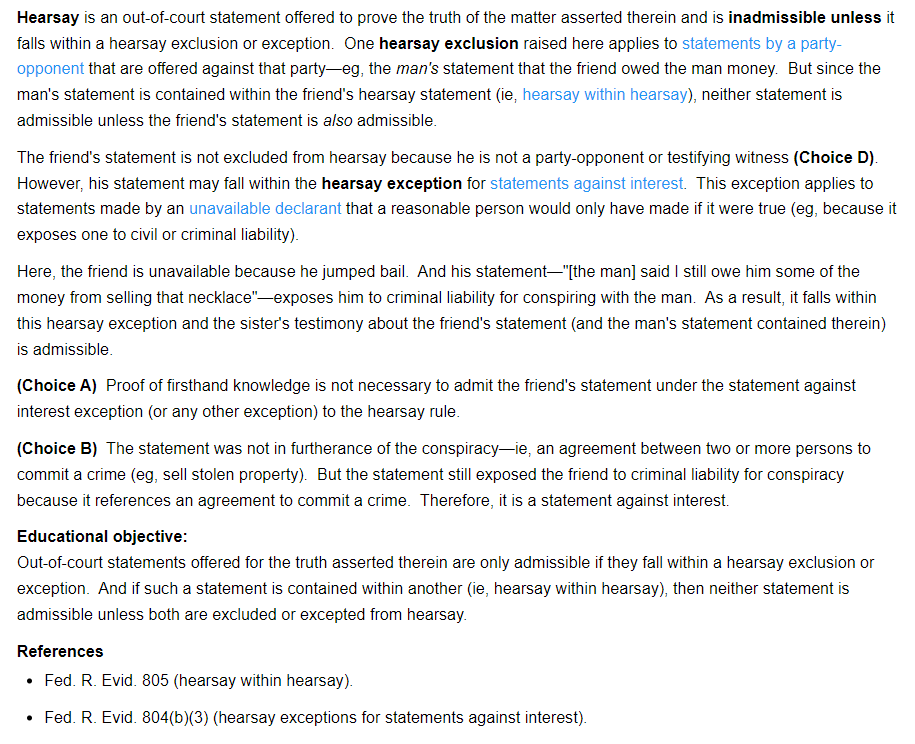 Hearsay is an out-of-court statement offered to prove the truth of the matter asserted therein and is inadmissible unless it
falls within a hearsay exclusion or exception.  One hearsay exclusion raised here applies to statements by a party-
opponent that are offered against that party—eg, the man's statement that the friend owed the man money.  But since the
man's statement is contained within the friend's hearsay statement (ie, hearsay within hearsay), neither statement is
admissible unless the friend's statement is also admissible.
The friend's statement is not excluded from hearsay because he is not a party-opponent or testifying witness (Choice D).
However, his statement may fall within the hearsay exception for statements against interest.  This exception applies to
statements made by an unavailable declarant that a reasonable person would only have made if it were true (eg, because it
exposes one to civil or criminal liability).
Here, the friend is unavailable because he jumped bail.  And his statement—"[the man] said I still owe him some of the
money from selling that necklace"—exposes him to criminal liability for conspiring with the man.  As a result, it falls within
this hearsay exception and the sister's testimony about the friend's statement (and the man's statement contained therein)
is admissible.
(Choice A)  Proof of firsthand knowledge is not necessary to admit the friend's statement under the statement against
interest exception (or any other exception) to the hearsay rule.
(Choice B)  The statement was not in furtherance of the conspiracy—ie, an agreement between two or more persons to
commit a crime (eg, sell stolen property).  But the statement still exposed the friend to criminal liability for conspiracy
because it references an agreement to commit a crime.  Therefore, it is a statement against interest.
Educational objective:
Out-of-court statements offered for the truth asserted therein are only admissible if they fall within a hearsay exclusion or
exception.  And if such a statement is contained within another (ie, hearsay within hearsay), then neither statement is
admissible unless both are excluded or excepted from hearsay.
References
• Fed. R. Evid. 805 (hearsay within hearsay).
• Fed. R. Evid. 804(b)(3) (hearsay exceptions for statements against interest).